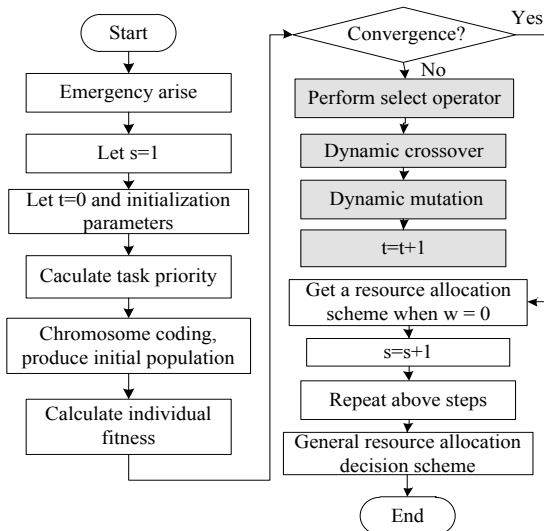 Start
Emergency arise
Let s=1
Let t=0 and initialization
parameters
Caculate task priority
Chromosome coding,
produce initial population
Calculate individual
fitness
Convergence?
Yes
No
Perform select operator
Dynamic crossover
Dynamic mutation
t=t+1
Get a resource allocation
scheme when w = 0
s=s+1
Repeat above steps
General resource allocation
decision scheme
End